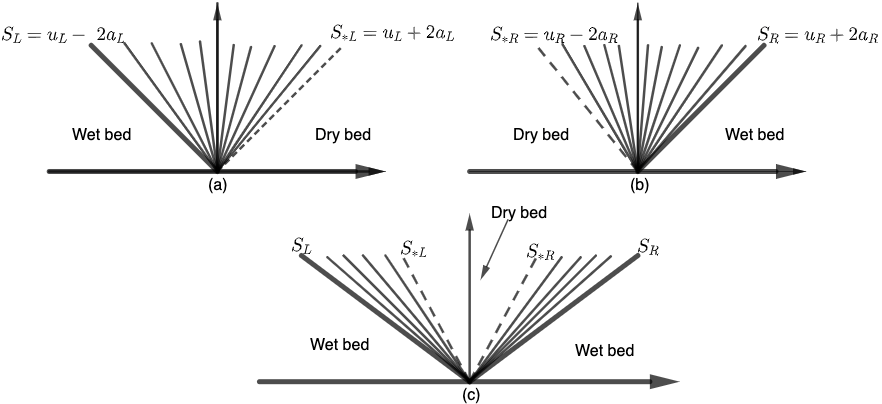 S_L = u_L − 2a_L
S_{*L} = u_L + 2a_L
Wet bed
Dry bed
(a)
S_{*R} = u_R − 2a_R
S_R = u_R + 2a_R
Dry bed
Wet bed
(b)
Dry bed
S_L
S_{*L}
S_{*R}
S_R
Wet bed
Wet bed
(c)